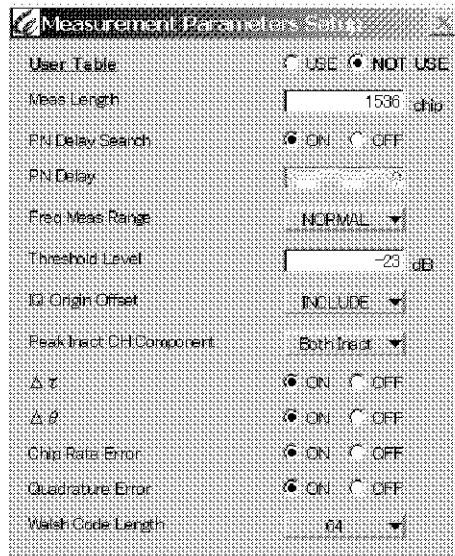 Measurement Parameters Setup
User Table USE NOT USE
Meas Length 1536 chip
PN Delay Search ON OFF
PN Delay
Freq Meas Range NORMAL
Threshold Level -23 dB
IQ Origin Offset INCLUDE
Peak Inact CH Component Both Inact
Δτ ON OFF
Δθ ON OFF
Chip Rate Error ON OFF
Quadrature Error ON OFF
Walsh Code Length 64